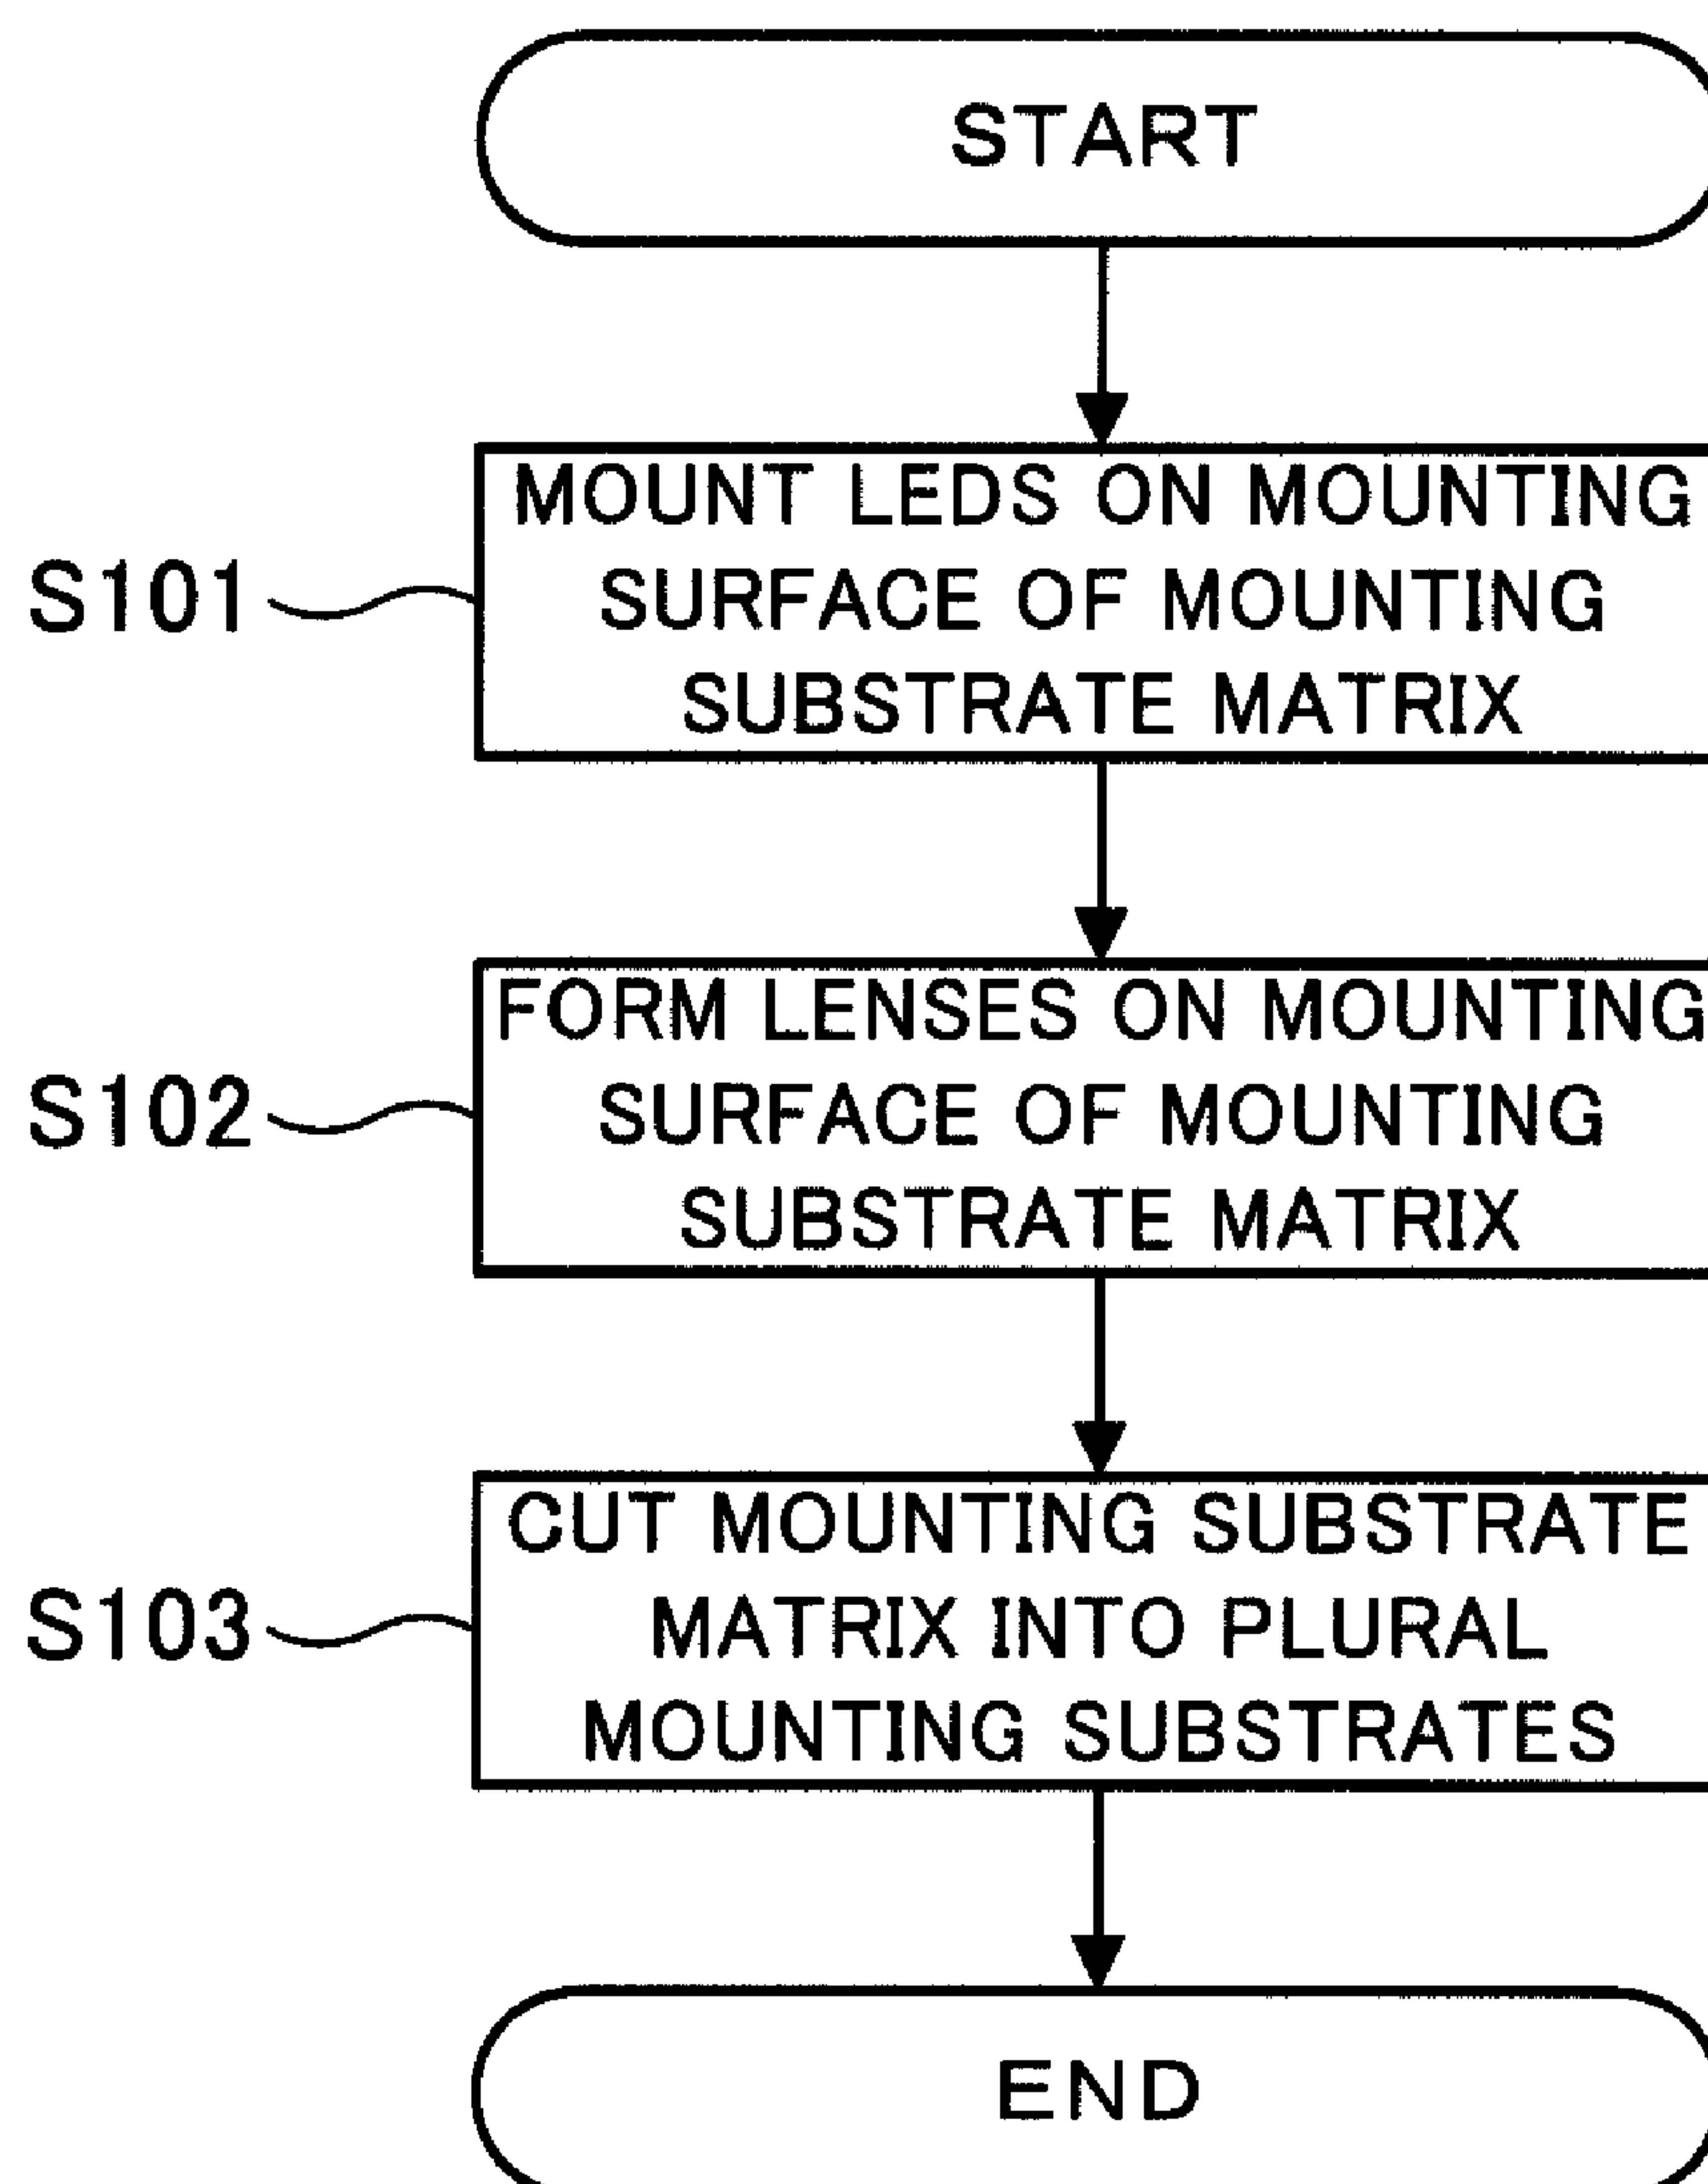 START
S101
MOUNT LEDS ON MOUNTING
SURFACE OF MOUNTING
SUBSTRATE MATRIX
S102
FORM LENSES ON MOUNTING
SURFACE OF MOUNTING
SUBSTRATE MATRIX
S103
CUT MOUNTING SUBSTRATE
MATRIX INTO PLURAL
MOUNTING SUBSTRATES
END